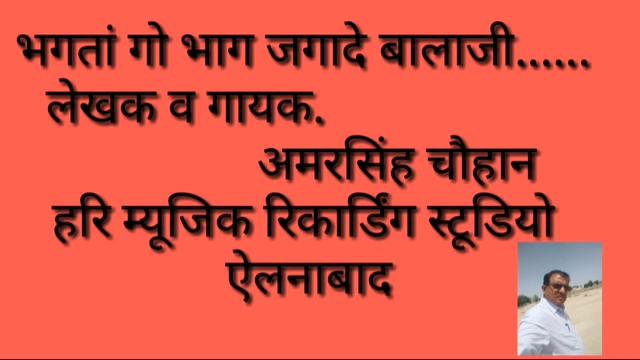 भगतां गो भाग जगादे बालाजी......
लेखक व गायक.
अमरसिंह चौहान
हरि म्यूजिक रिकार्डिंग स्टूडियो
ऐलनाबाद